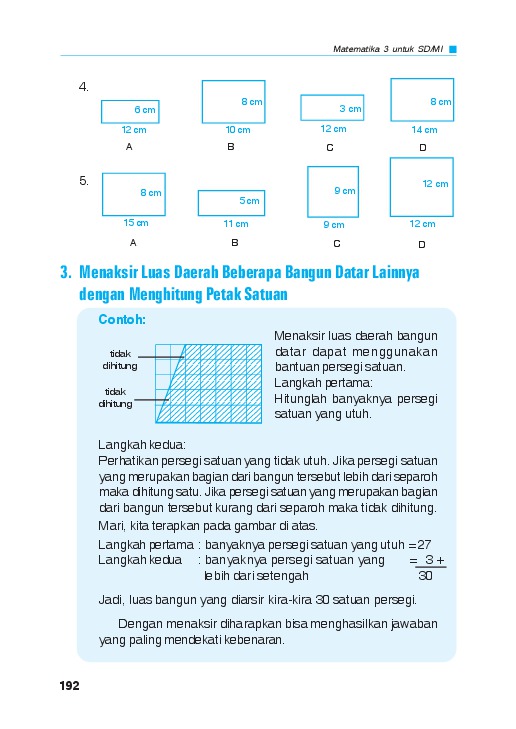 Matematika 3 untuk SD/MI
4.
6 cm
8 cm
3 cm
8 cm
12 cm
10 cm
12 cm
14 cm
A
B
C
D
5.
8 cm
5 cm
9 cm
12 cm
15 cm
11 cm
9 cm
12 cm
A
B
C
D
3. Menaksir Luas Daerah Beberapa Bangun Datar Lainnya
dengan Menghitung Petak Satuan
Contoh:
tidak
dihitung
tidak
dihitung
Menaksir luas daerah bangun
datar dapat menggunakan
bantuan persegi satuan.
Langkah pertama:
Hitunglah banyaknya persegi
satuan yang utuh.
Langkah kedua:
Perhatikan persegi satuan yang tidak utuh. Jika persegi satuan
yang merupakan bagian dari bangun tersebut lebih dari separoh
maka dihitung satu. Jika persegi satuan yang merupakan bagian
dari bangun tersebut kurang dari separoh maka tidak dihitung.
Mari, kita terapkan pada gambar di atas.
Langkah pertama : banyaknya persegi satuan yang utuh = 27
Langkah kedua : banyaknya persegi satuan yang = 3 +
lebih dari setengah 30
Jadi, luas bangun yang diarsir kira-kira 30 satuan persegi.
Dengan menaksir diharapkan bisa menghasilkan jawaban
yang paling mendekati kebenaran.
192